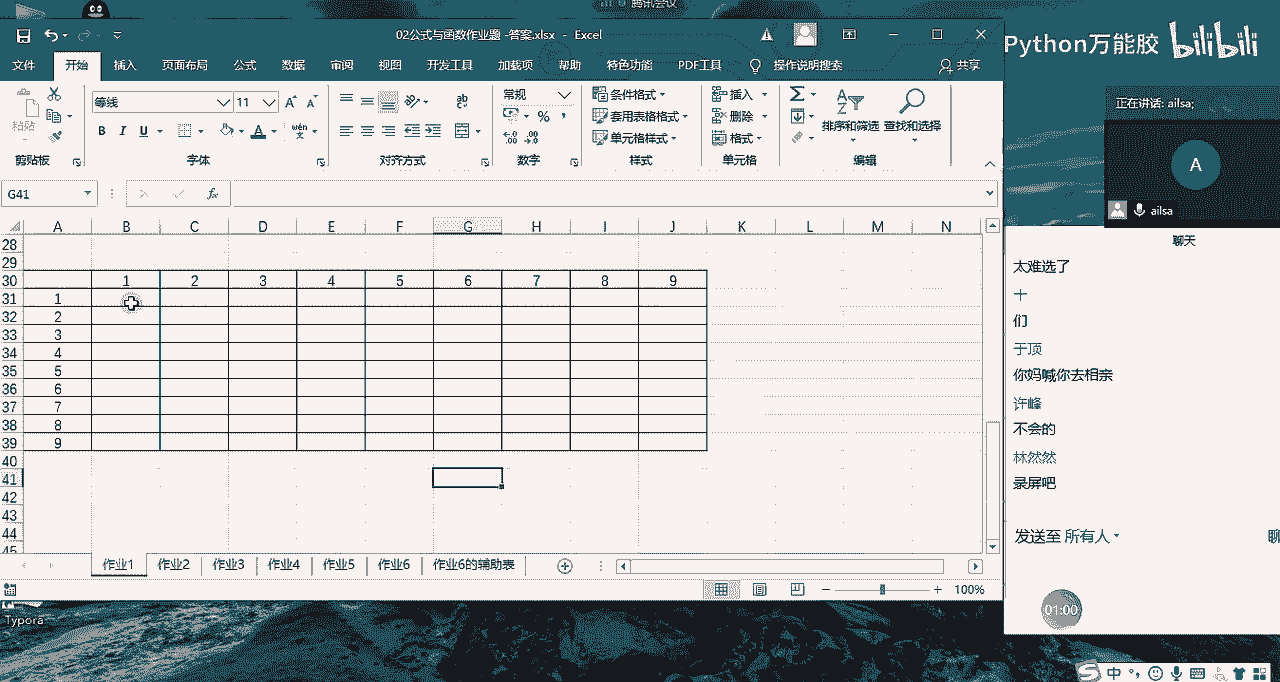 腾讯会议
02公式与函数作业题 -答案.xlsx - Excel
Python万能胶 bilibili
文件 开始 插入 页面布局 公式 数据 审阅 视图 开发工具 加载项 帮助 特色功能 PDF工具 操作说明搜索 共享
粘贴
等线 11
B I U
wén 文
ab
常规
% ,
条件格式
套用表格格式
单元格样式
插入
删除
格式
Σ
排序和筛选 查找和选择
剪贴板 字体 对齐方式 数字 样式 单元格 编辑
G41 fx
A B C D E F G H I J K L M N
28
29
30 1 2 3 4 5 6 7 8 9
31 1
32 2
33 3
34 4
35 5
36 6
37 7
38 8
39 9
40
41
42
43
44
45
作业1 作业2 作业3 作业4 作业5 作业6 作业6的辅助表
100%
正在讲话: ailsa;
A
ailsa
聊天
太难选了
十
们
于顶
你妈喊你去相亲
许峰
不会的
林然然
录屏吧
发送至 所有人 聊
01:00
Typora
中